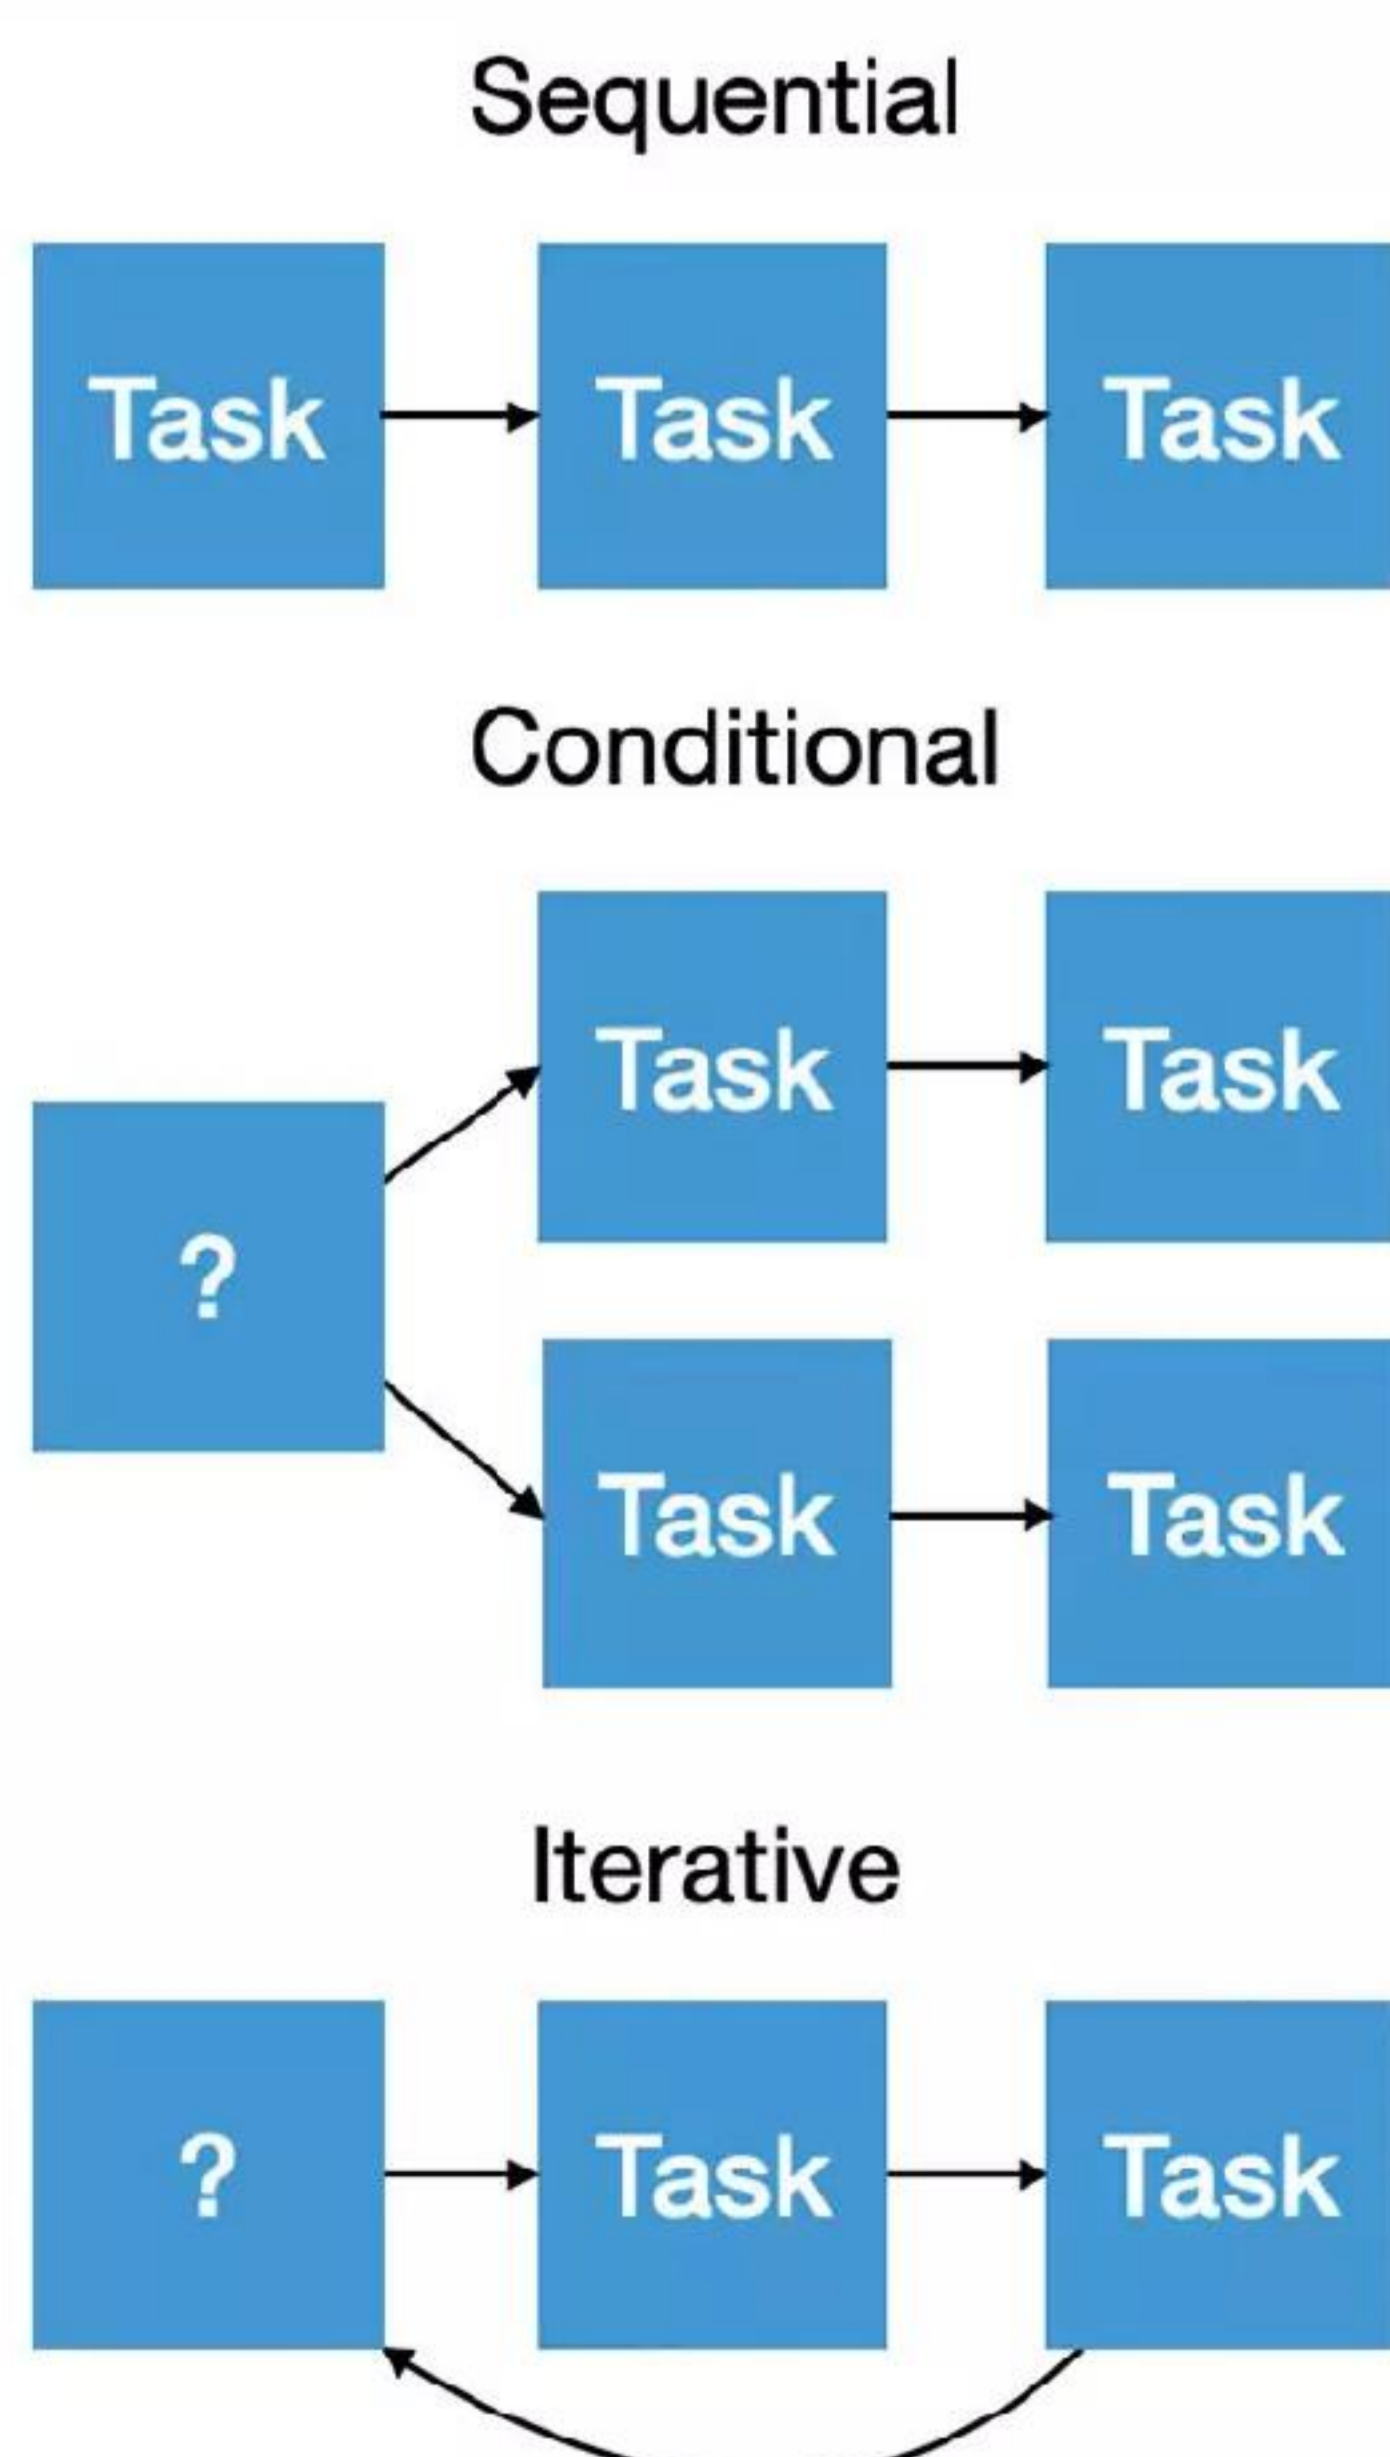 Sequential
Task Task Task
Conditional
Task Task
?
Task Task
Iterative
? Task Task